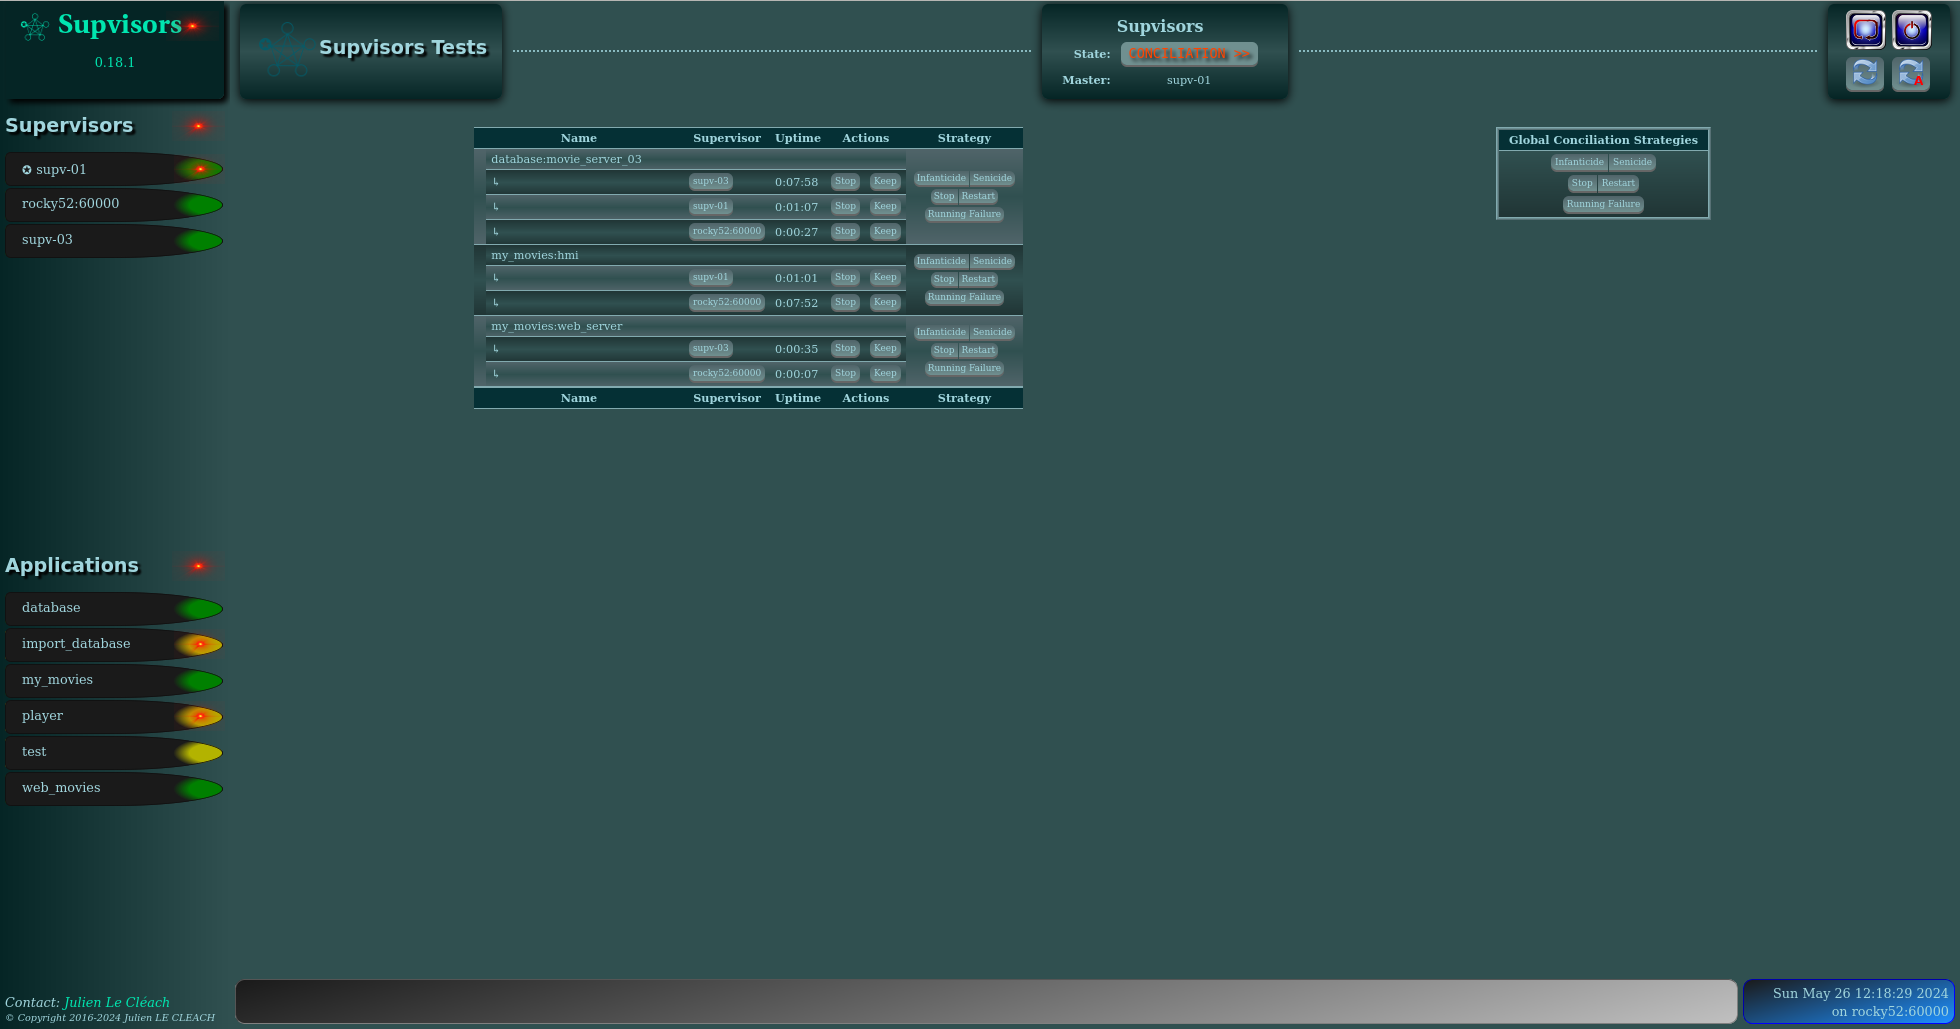 Supvisors
0.18.1
Supervisors
✪ supv-01
rocky52:60000
supv-03
Applications
database
import_database
my_movies
player
test
web_movies
Contact: Julien Le Cléach
© Copyright 2016-2024 Julien LE CLEACH
Supvisors Tests
Supvisors
State: CONCILIATION >>
Master: supv-01
A
Name Supervisor Uptime Actions Strategy
database:movie_server_03
↳ supv-03 0:07:58 Stop Keep
↳ supv-01 0:01:07 Stop Keep
↳ rocky52:60000 0:00:27 Stop Keep
Infanticide Senicide
Stop Restart
Running Failure
my_movies:hmi
↳ supv-01 0:01:01 Stop Keep
↳ rocky52:60000 0:07:52 Stop Keep
Infanticide Senicide
Stop Restart
Running Failure
my_movies:web_server
↳ supv-03 0:00:35 Stop Keep
↳ rocky52:60000 0:00:07 Stop Keep
Infanticide Senicide
Stop Restart
Running Failure
Name Supervisor Uptime Actions Strategy
Global Conciliation Strategies
Infanticide Senicide
Stop Restart
Running Failure
Sun May 26 12:18:29 2024
on rocky52:60000